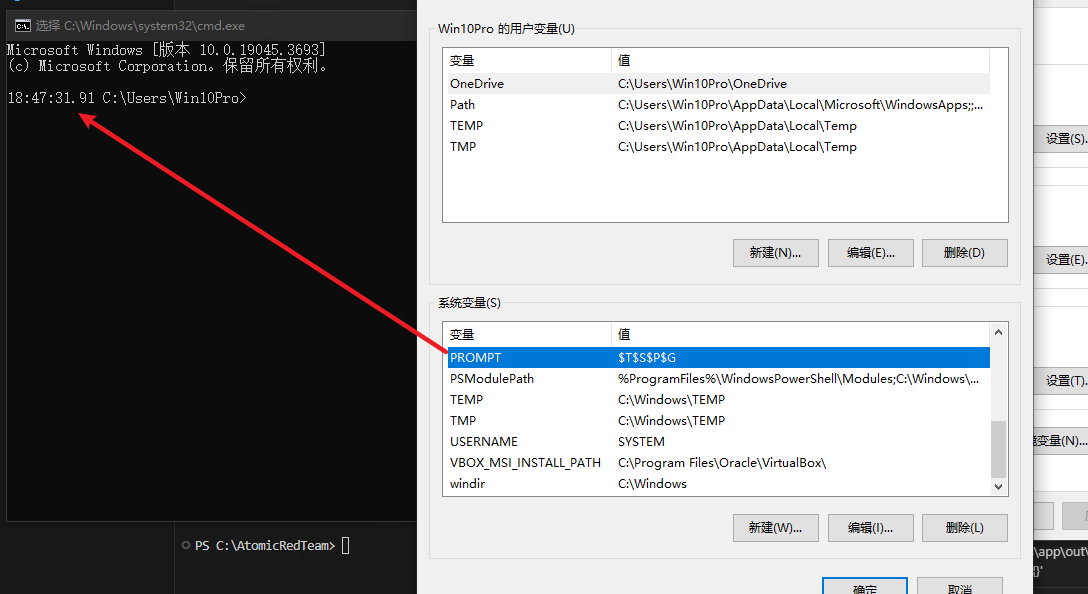 选择 C:\Windows\system32\cmd.exe
Microsoft Windows [版本 10.0.19045.3693]
(c) Microsoft Corporation。保留所有权利。
18:47:31.91 C:\Users\Win10Pro>
PS C:\AtomicRedTeam>
Win10Pro 的用户变量(U)
变量 值
OneDrive C:\Users\Win10Pro\OneDrive
Path C:\Users\Win10Pro\AppData\Local\Microsoft\WindowsApps;;...
TEMP C:\Users\Win10Pro\AppData\Local\Temp
TMP C:\Users\Win10Pro\AppData\Local\Temp
新建(N)... 编辑(E)... 删除(D)
系统变量(S)
变量 值
PROMPT $T$S$P$G
PSModulePath %ProgramFiles%\WindowsPowerShell\Modules;C:\Windows\...
TEMP C:\Windows\TEMP
TMP C:\Windows\TEMP
USERNAME SYSTEM
VBOX_MSI_INSTALL_PATH C:\Program Files\Oracle\VirtualBox\
windir C:\Windows
新建(W)... 编辑(I)... 删除(L)
确定 取消
设置(S)...
设置(E)...
设置(T)...
变量(N)...
\app\out\